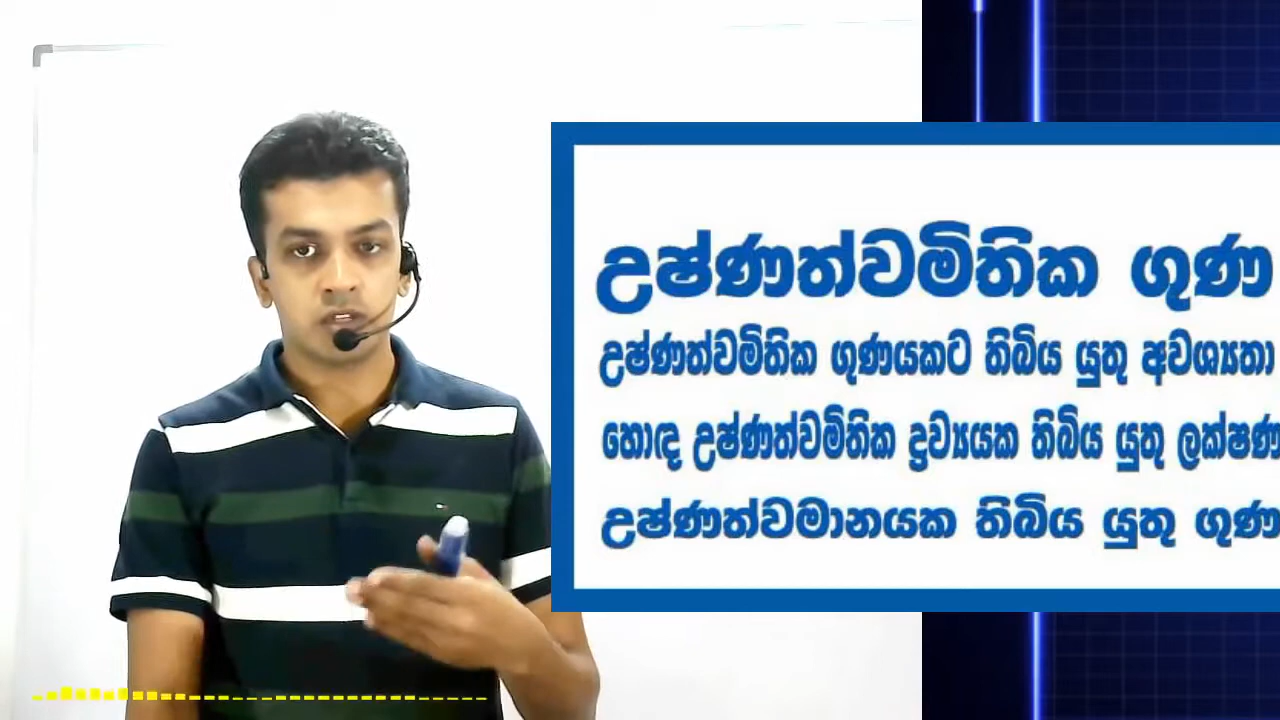 උෂ්ණත්වමිතික ගුණ
උෂ්ණත්වමිතික ගුණයකට තිබිය යුතු අවශ්‍යතා
හොඳ උෂ්ණත්වමිතික ද්‍රව්‍යයක තිබිය යුතු ලක්ෂණ
උෂ්ණත්වමානයක තිබිය යුතු ගුණ